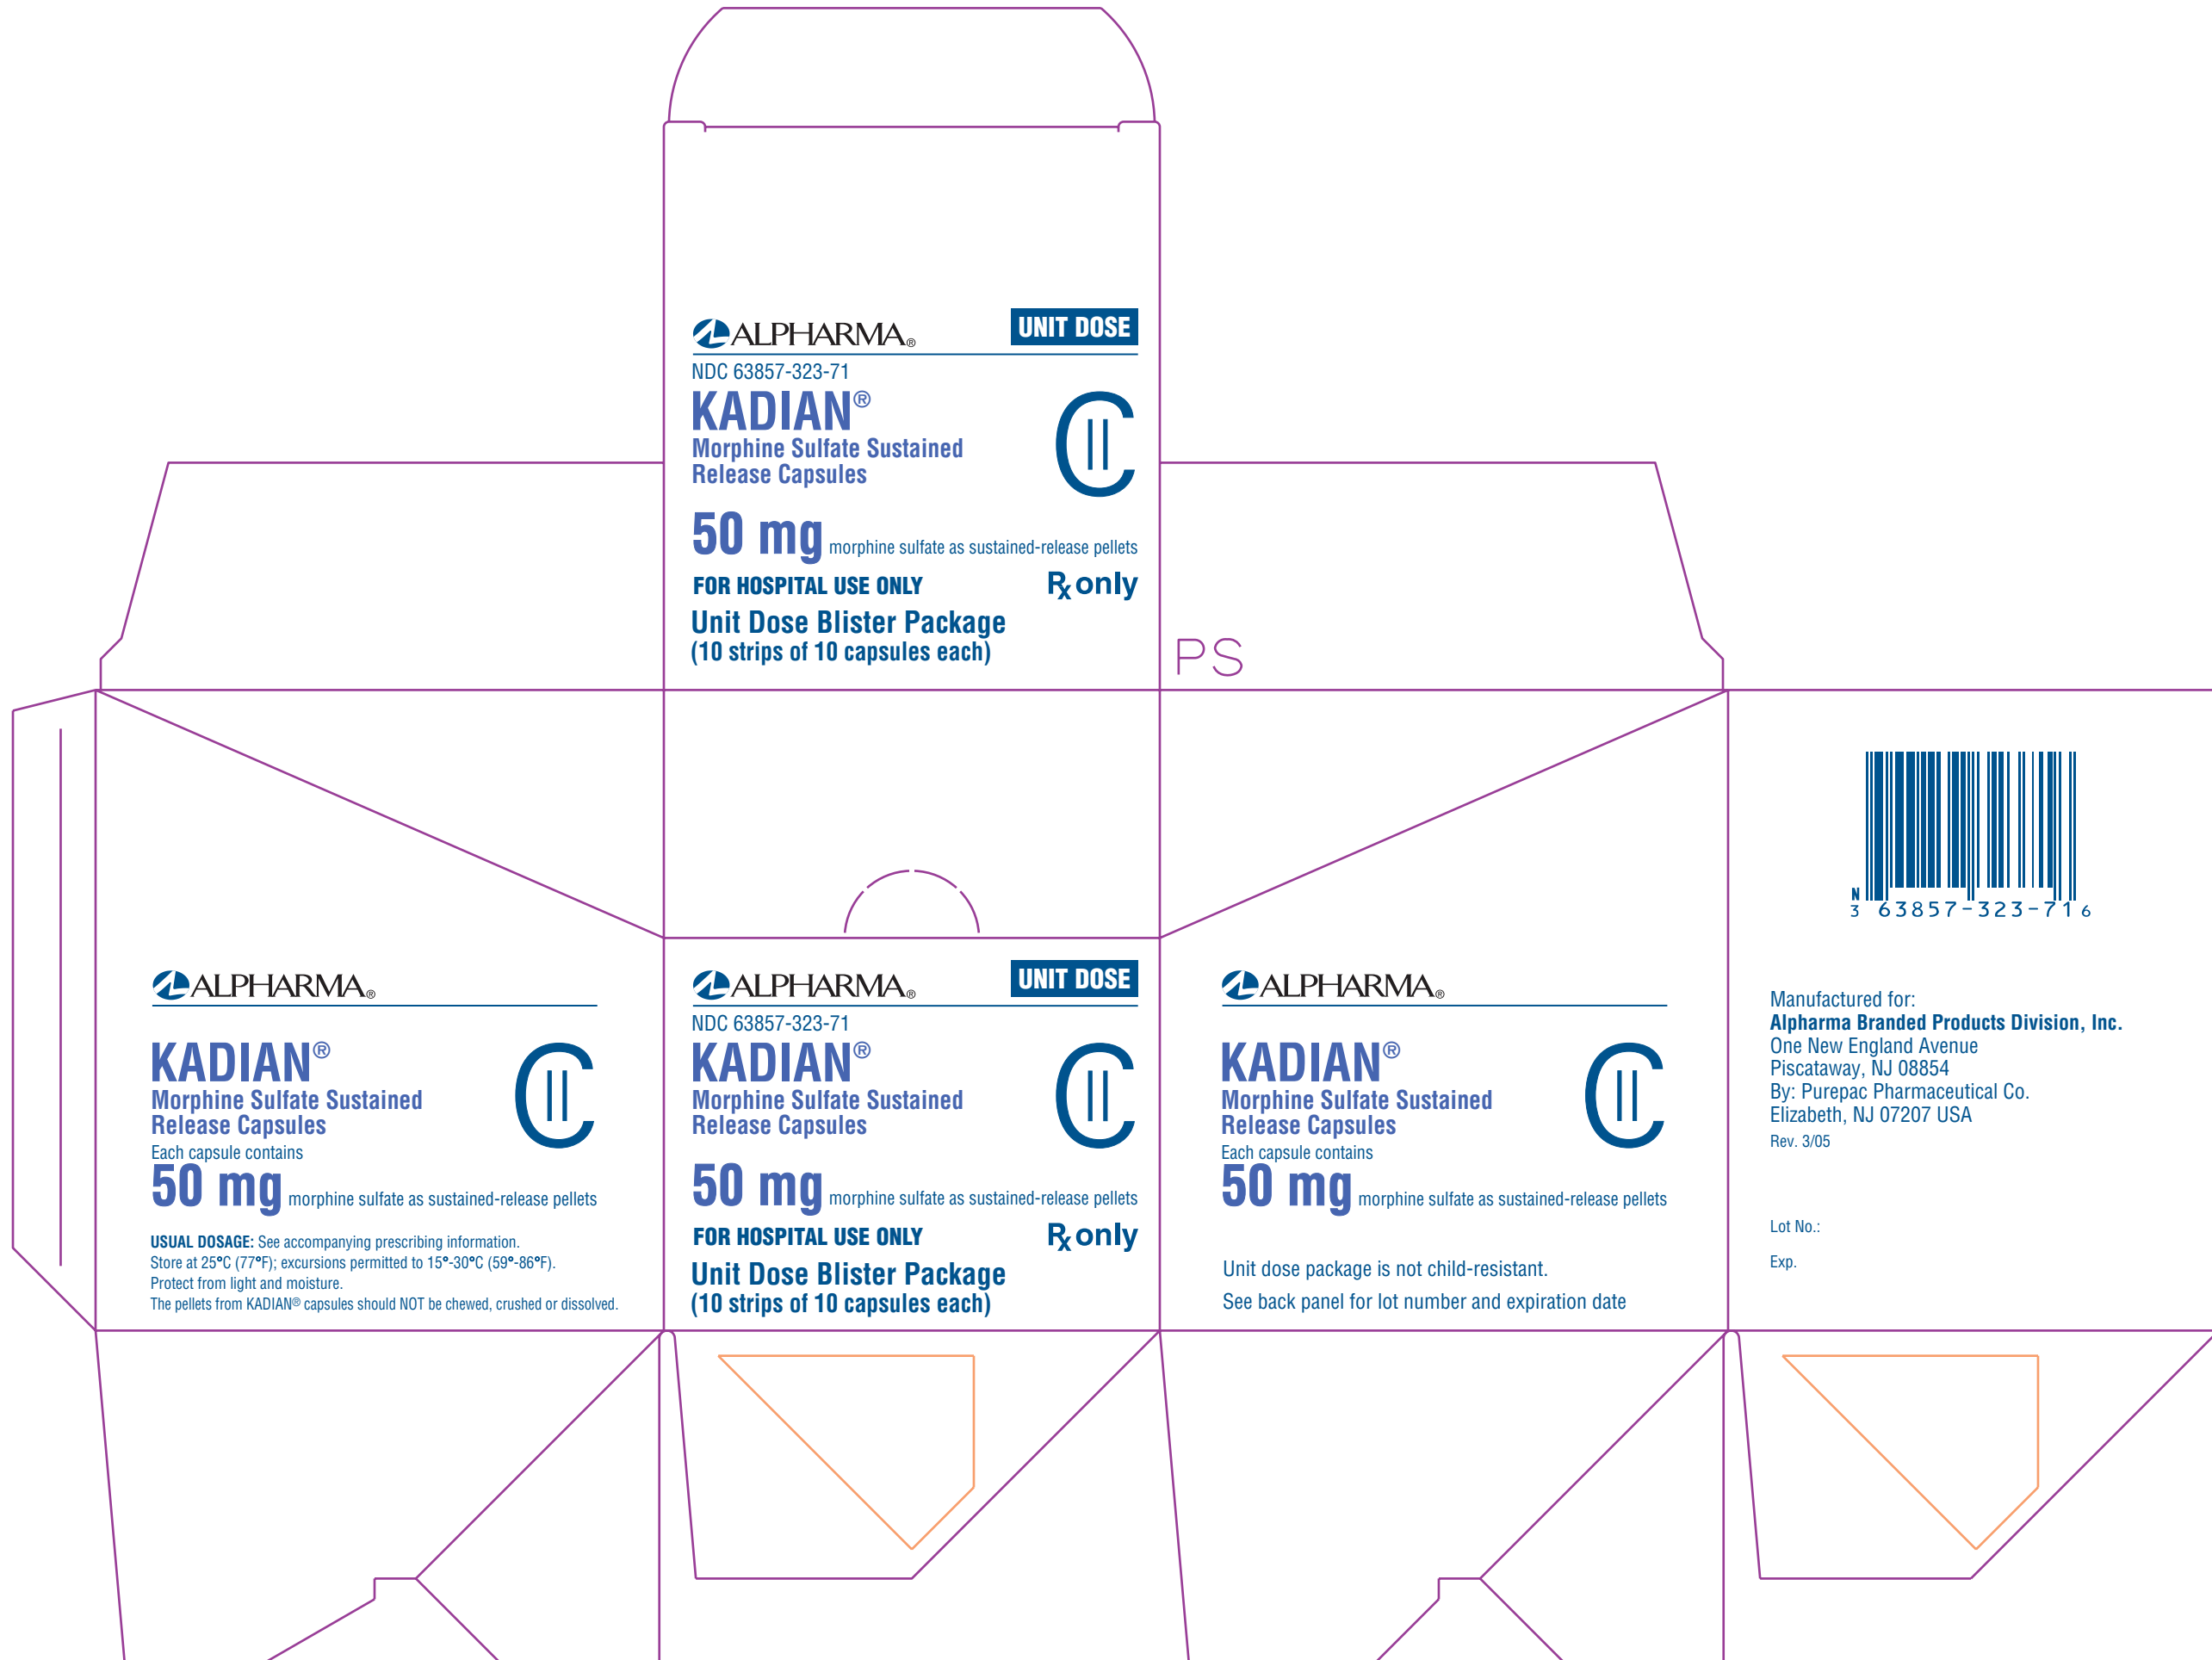 ALPHARMA®
UNIT DOSE
NDC 63857-323-71
KADIAN®
CII
Morphine Sulfate Sustained
Release Capsules
50 mg morphine sulfate as sustained-release pellets
FOR HOSPITAL USE ONLY
Rx only
Unit Dose Blister Package
(10 strips of 10 capsules each)
PS
ALPHARMA®
KADIAN®
CII
Morphine Sulfate Sustained
Release Capsules
Each capsule contains
50 mg morphine sulfate as sustained-release pellets
USUAL DOSAGE: See accompanying prescribing information.
Store at 25°C (77°F); excursions permitted to 15°-30°C (59°-86°F).
Protect from light and moisture.
The pellets from KADIAN® capsules should NOT be chewed, crushed or dissolved.
ALPHARMA®
UNIT DOSE
NDC 63857-323-71
KADIAN®
CII
Morphine Sulfate Sustained
Release Capsules
50 mg morphine sulfate as sustained-release pellets
FOR HOSPITAL USE ONLY
Rx only
Unit Dose Blister Package
(10 strips of 10 capsules each)
ALPHARMA®
KADIAN®
CII
Morphine Sulfate Sustained
Release Capsules
Each capsule contains
50 mg morphine sulfate as sustained-release pellets
Unit dose package is not child-resistant.
See back panel for lot number and expiration date
N
3 63857-323-71 6
Manufactured for:
Alpharma Branded Products Division, Inc.
One New England Avenue
Piscataway, NJ 08854
By: Purepac Pharmaceutical Co.
Elizabeth, NJ 07207 USA
Rev. 3/05
Lot No.:
Exp.